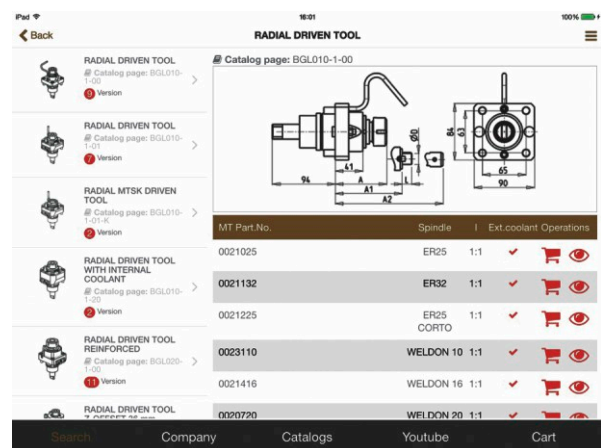 iPad 16:01 100%
Back RADIAL DRIVEN TOOL
RADIAL DRIVEN TOOL
Catalog page: BGL010-
1-00
9 Version
RADIAL DRIVEN TOOL
Catalog page: BGL010-
1-01
7 Version
RADIAL MTSK DRIVEN
TOOL
Catalog page: BGL010-
1-01-K
2 Version
RADIAL DRIVEN TOOL
WITH INTERNAL
COOLANT
Catalog page: BGL010-
1-20
2 Version
RADIAL DRIVEN TOOL
REINFORCED
Catalog page: BGL020-
1-00
11 Version
RADIAL DRIVEN TOOL
Z-OFFSET 26 mm
Catalog page: BGL010-1-00
ØD
84
63
41
94
A
L
A1
A2
65
90
MT Part.No. Spindle I Ext.coolant Operations
0021025 ER25 1:1
0021132 ER32 1:1
0021225 ER25 1:1
CORTO
0023110 WELDON 10 1:1
0021416 WELDON 16 1:1
0020720 WELDON 20 1:1
Search Company Catalogs Youtube Cart